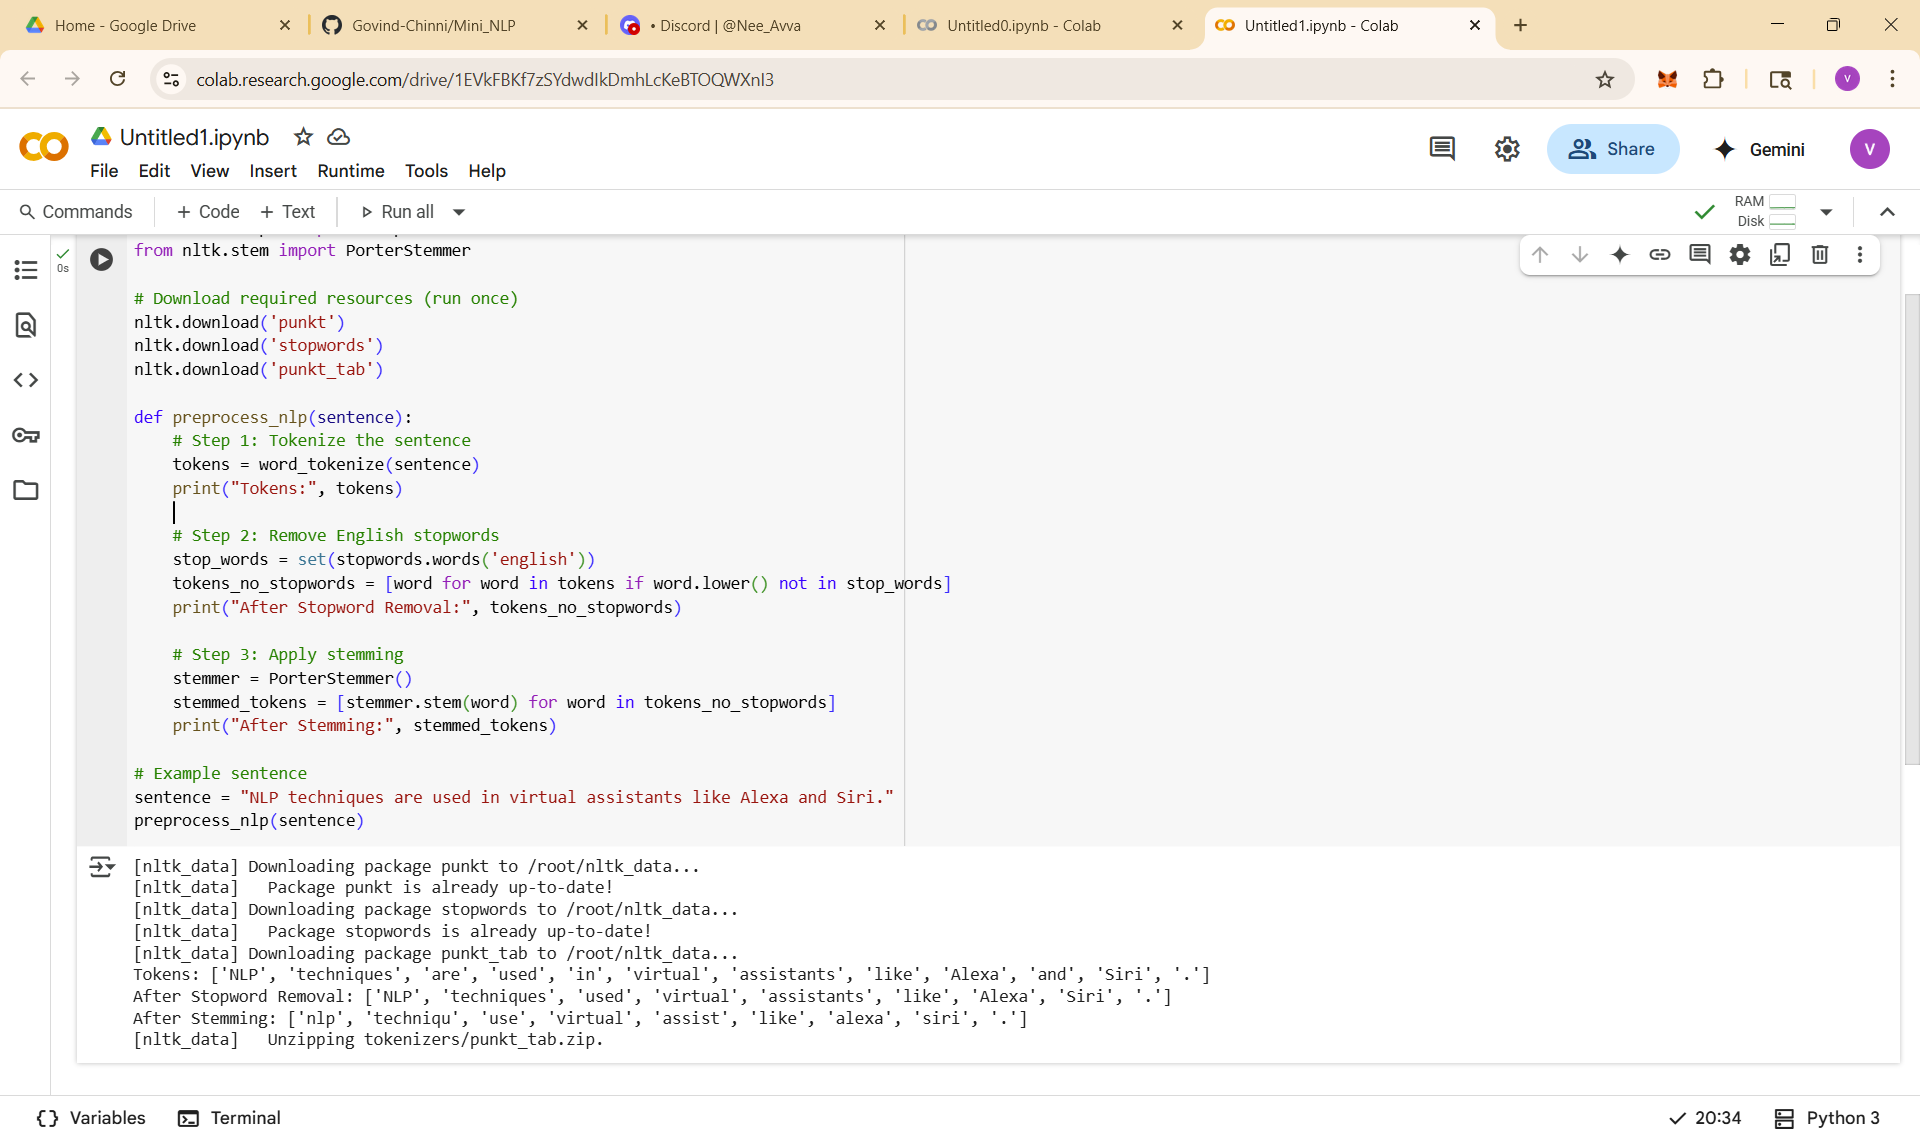 Home - Google Drive
Govind-Chinni/Mini_NLP
• Discord | @Nee_Avva
Untitled0.ipynb - Colab
Untitled1.ipynb - Colab
colab.research.google.com/drive/1EVkFBKf7zSYdwdIkDmhLcKeBTOQWXnI3
V
Untitled1.ipynb
File Edit View Insert Runtime Tools Help
Share
Gemini
V
Commands + Code + Text Run all
RAM
Disk
0s
from nltk.stem import PorterStemmer
# Download required resources (run once)
nltk.download('punkt')
nltk.download('stopwords')
nltk.download('punkt_tab')
def preprocess_nlp(sentence):
# Step 1: Tokenize the sentence
tokens = word_tokenize(sentence)
print("Tokens:", tokens)
# Step 2: Remove English stopwords
stop_words = set(stopwords.words('english'))
tokens_no_stopwords = [word for word in tokens if word.lower() not in stop_words]
print("After Stopword Removal:", tokens_no_stopwords)
# Step 3: Apply stemming
stemmer = PorterStemmer()
stemmed_tokens = [stemmer.stem(word) for word in tokens_no_stopwords]
print("After Stemming:", stemmed_tokens)
# Example sentence
sentence = "NLP techniques are used in virtual assistants like Alexa and Siri."
preprocess_nlp(sentence)
[nltk_data] Downloading package punkt to /root/nltk_data...
[nltk_data]   Package punkt is already up-to-date!
[nltk_data] Downloading package stopwords to /root/nltk_data...
[nltk_data]   Package stopwords is already up-to-date!
[nltk_data] Downloading package punkt_tab to /root/nltk_data...
Tokens: ['NLP', 'techniques', 'are', 'used', 'in', 'virtual', 'assistants', 'like', 'Alexa', 'and', 'Siri', '.']
After Stopword Removal: ['NLP', 'techniques', 'used', 'virtual', 'assistants', 'like', 'Alexa', 'Siri', '.']
After Stemming: ['nlp', 'techniqu', 'use', 'virtual', 'assist', 'like', 'alexa', 'siri', '.']
[nltk_data]   Unzipping tokenizers/punkt_tab.zip.
Variables
Terminal
20:34
Python 3